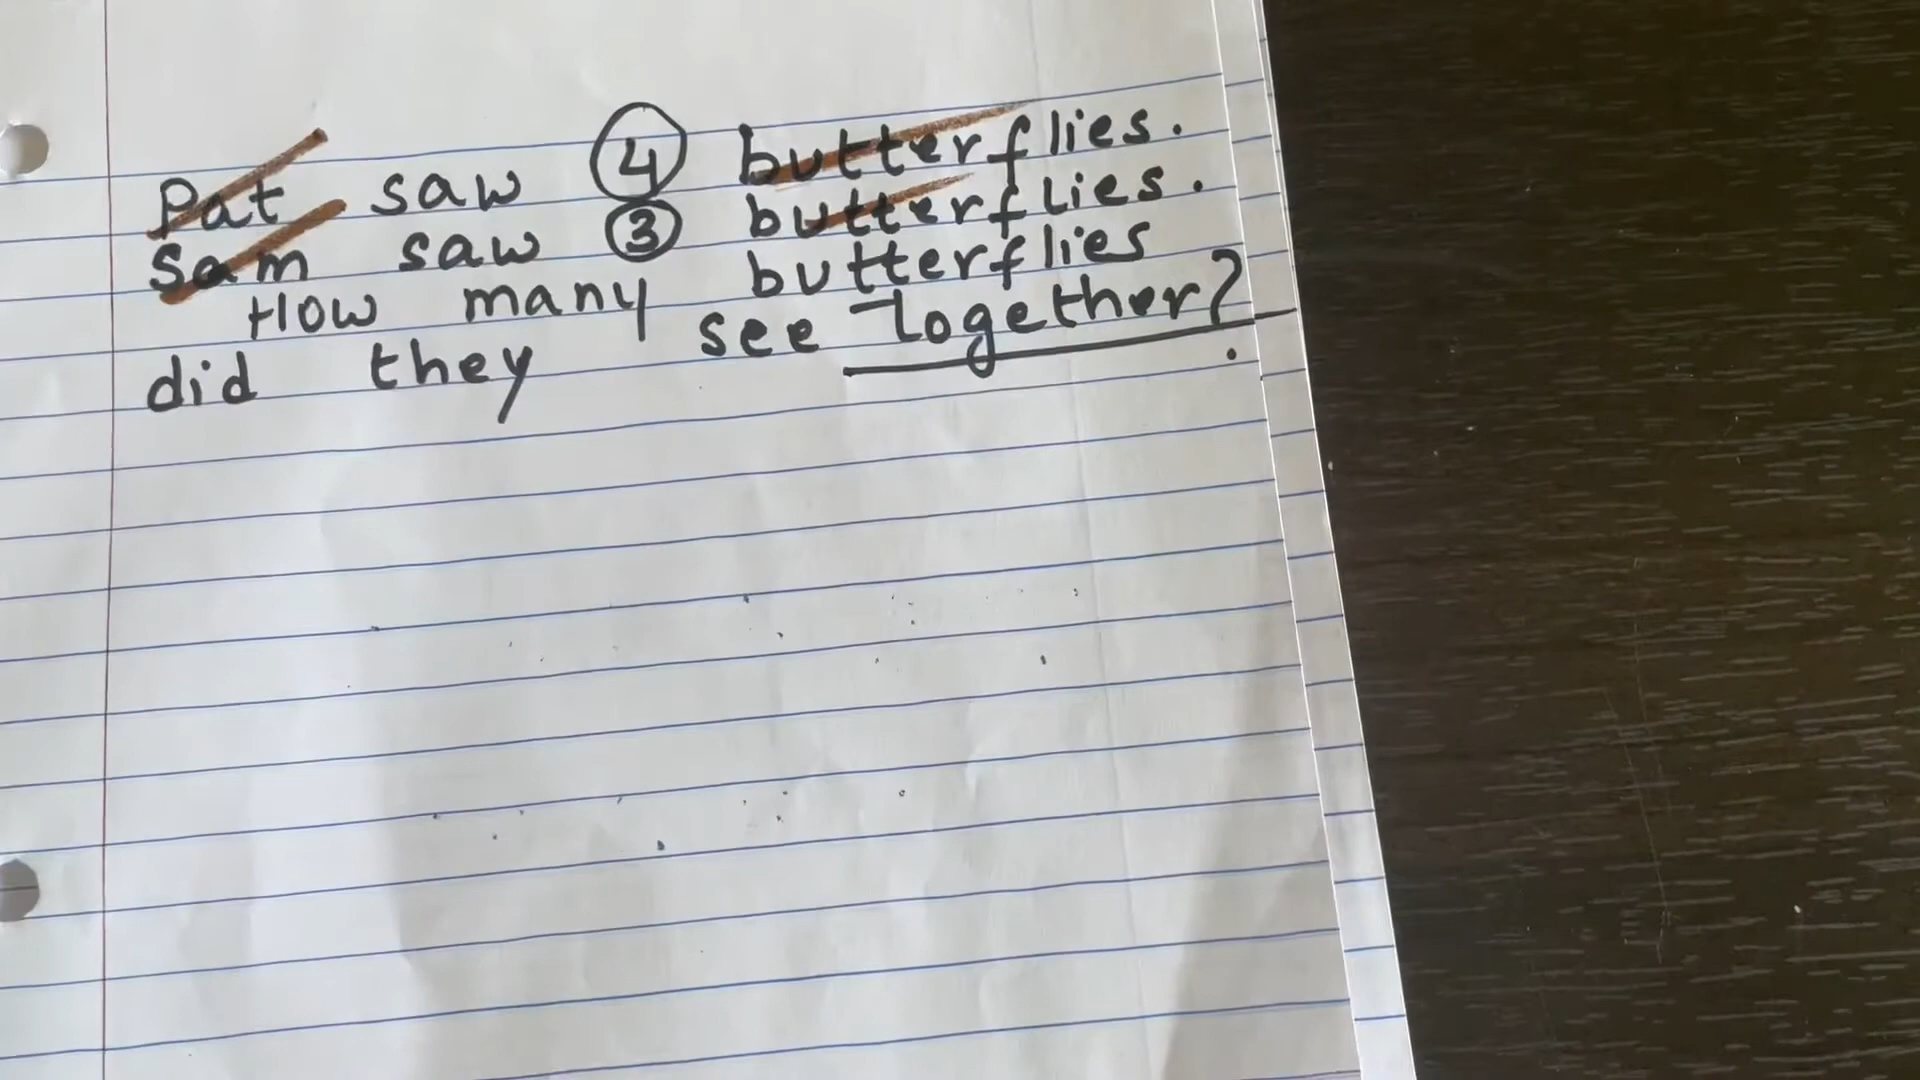 Pat saw 4 butterflies.
Sam saw 3 butterflies.
How many butterflies
did they see Together?